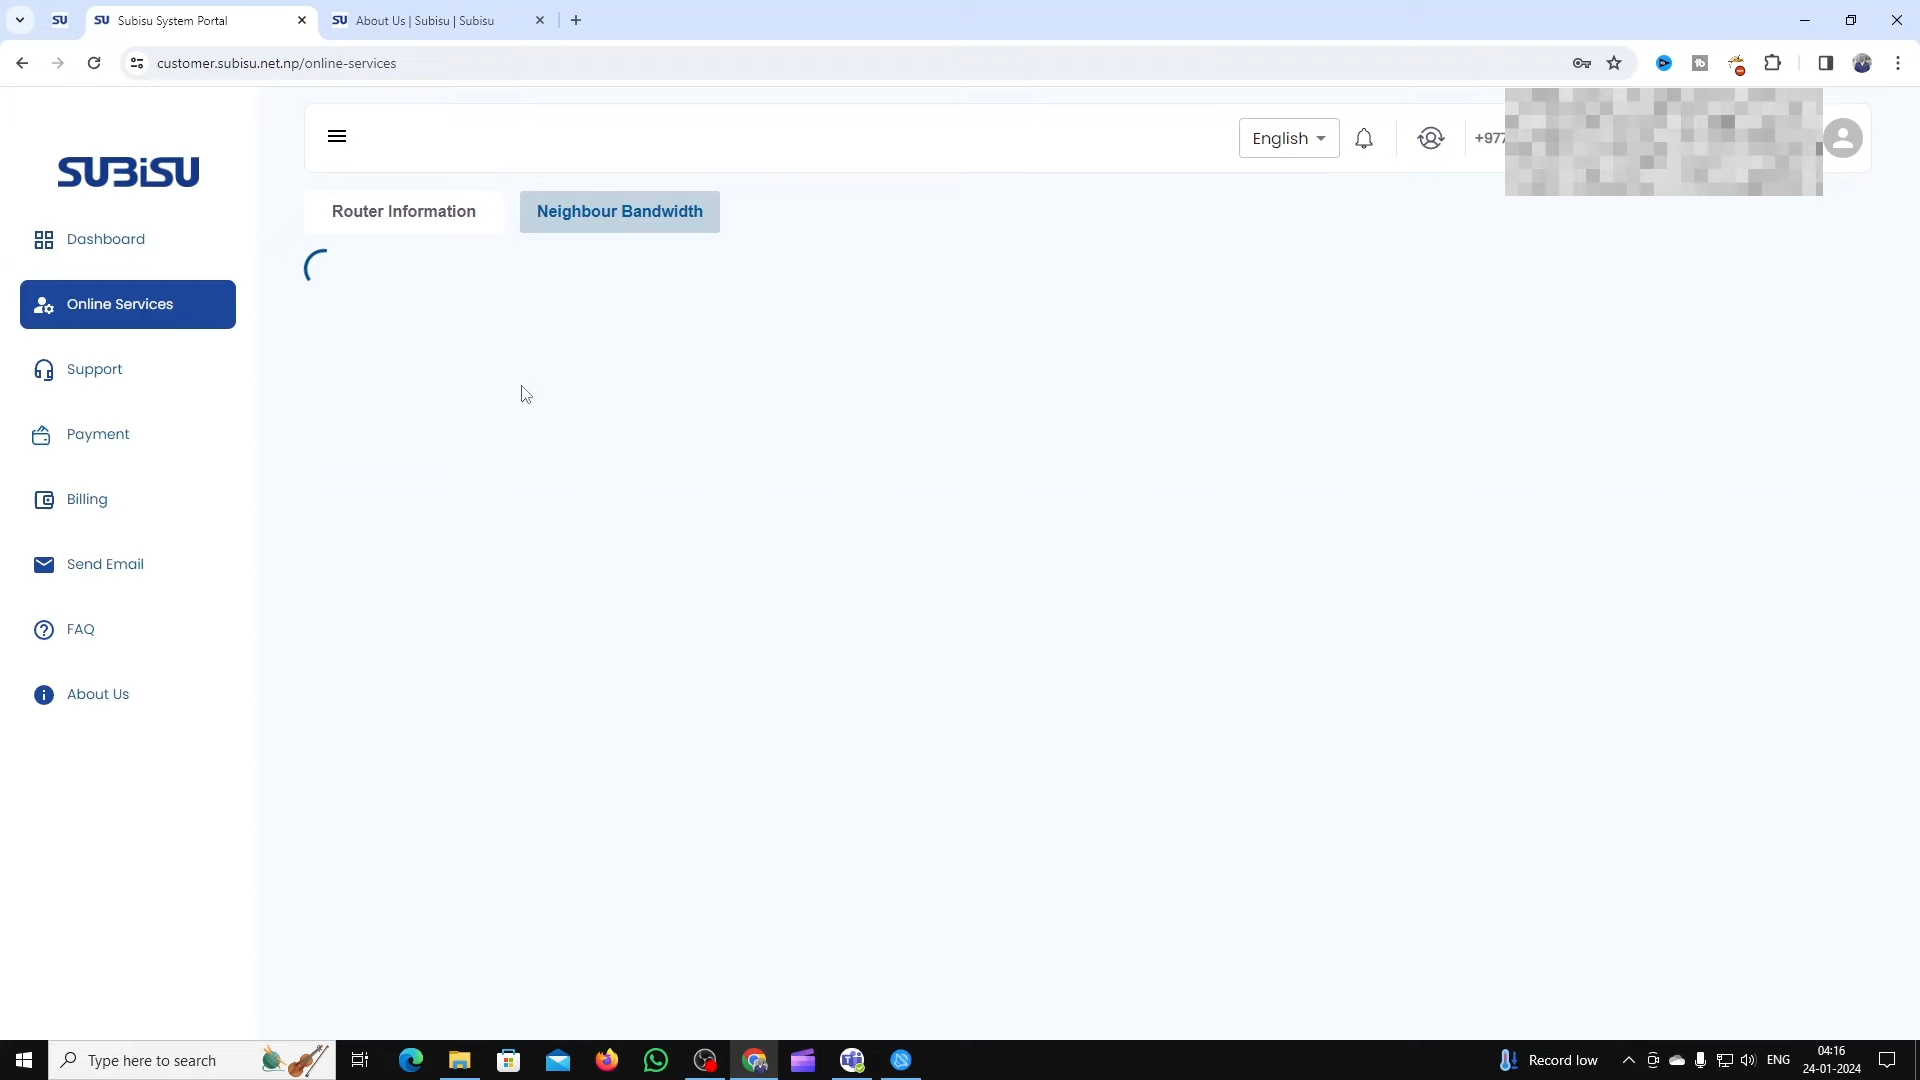 SU
SU Subisu System Portal
SU About Us | Subisu | Subisu
customer.subisu.net.np/online-services
tb
SUBiSU
English
+977
Router Information
Neighbour Bandwidth
Dashboard
Online Services
Support
Payment
Billing
Send Email
FAQ
About Us
Type here to search
Record low
ENG
04:16
24-01-2024